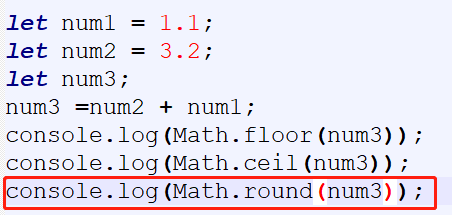 let num1 = 1.1;
let num2 = 3.2;
let num3;
num3 =num2 + num1;
console.log(Math.floor(num3));
console.log(Math.ceil(num3));
console.log(Math.round(num3));